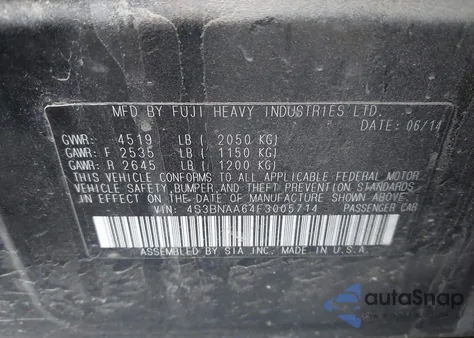 MFD BY FUJI HEAVY INDUSTRIES LTD.
DATE: 06/14
GVWR: 4519 LB ( 2050 KG)
GAWR: F 2535 LB ( 1150 KG)
GAWR: R 2645 LB ( 1200 KG)
THIS VEHICLE CONFORMS TO ALL APPLICABLE FEDERAL MOTOR
VEHICLE SAFETY, BUMPER, AND THEFT PREVENTION STANDARDS
IN EFFECT ON THE DATE OF MANUFACTURE SHOWN ABOVE.
VIN: 4S3BNAA64F3005714 PASSENGER CAR
ASSEMBLED BY SIA INC. MADE IN U.S.A.
autoSnap
POWERED BY CARFAST